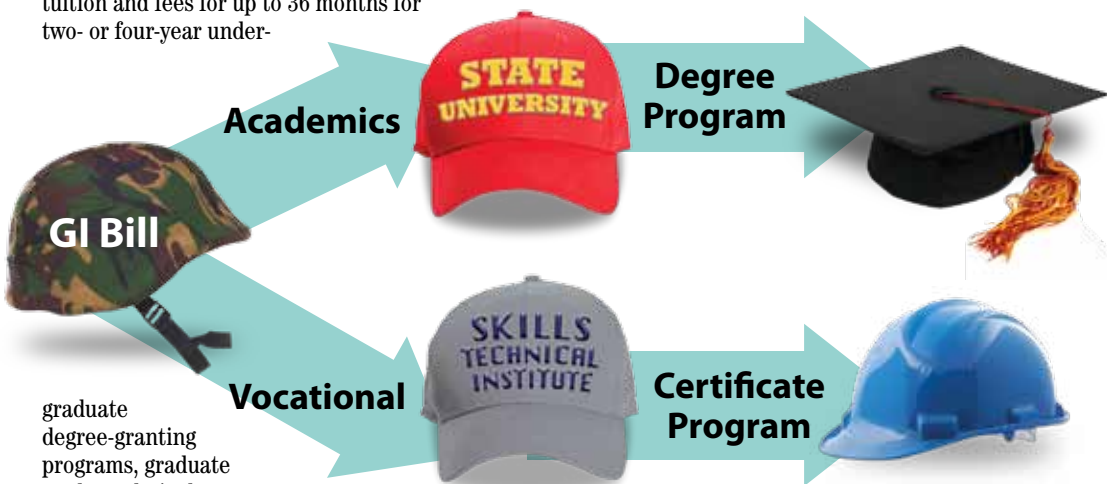 tuition and fees for up to 36 months for
two- or four-year under-
STATE
UNIVERSITY
Degree
Program
Academics
GI Bill
SKILLS
TECHNICAL
INSTITUTE
Vocational
Certificate
Program
graduate
degree-granting
programs, graduate